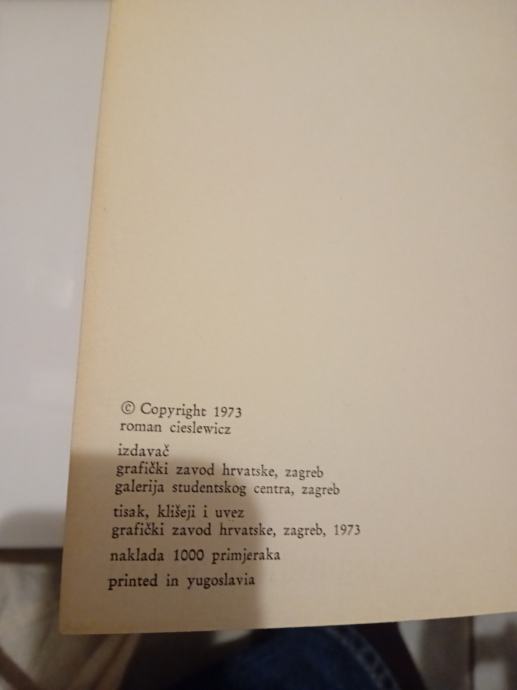 © Copyright 1973
roman cieslewicz
izdavač
grafički zavod hrvatske, zagreb
galerija studentskog centra, zagreb
tisak, klišeji i uvez
grafički zavod hrvatske, zagreb, 1973
naklada 1000 primjeraka
printed in yugoslavia